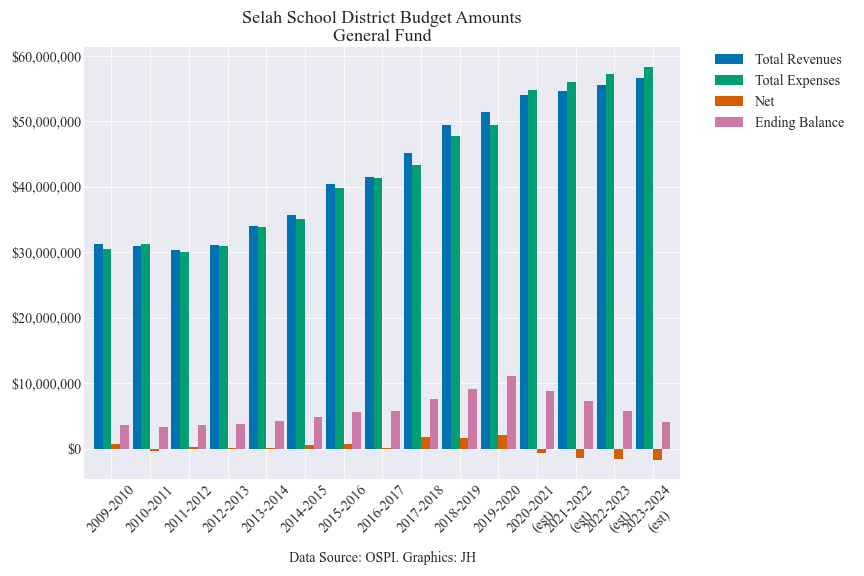 Selah School District Budget Amounts
General Fund
$60,000,000
$50,000,000
$40,000,000
$30,000,000
$20,000,000
$10,000,000
$0
Total Revenues
Total Expenses
Net
Ending Balance
2009-2010
2010-2011
2011-2012
2012-2013
2013-2014
2014-2015
2015-2016
2016-2017
2017-2018
2018-2019
2019-2020
2020-2021
(est)
2021-2022
(est)
2022-2023
(est)
2023-2024
(est)
Data Source: OSPI. Graphics: JH